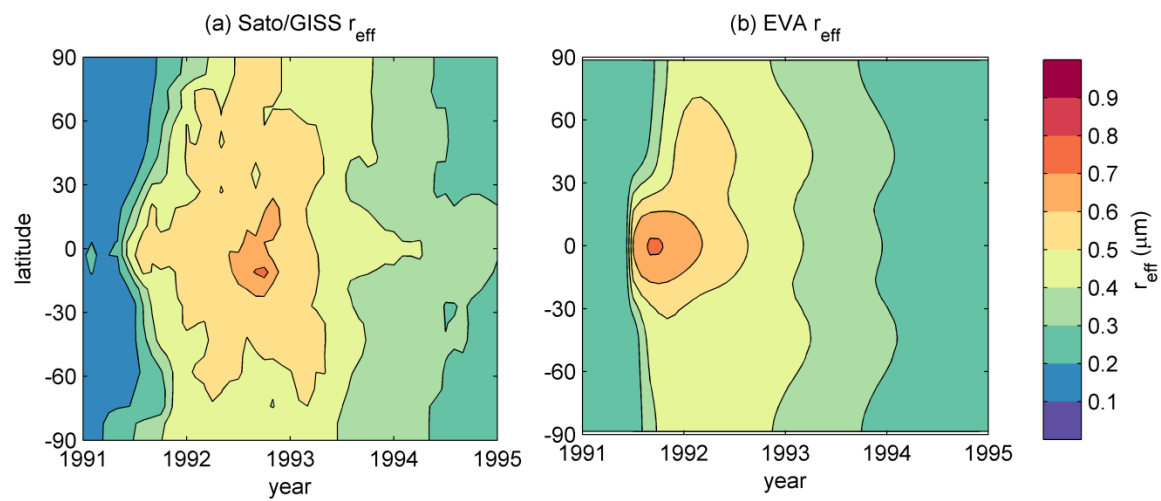 (a) Sato/GISS r_eff
(b) EVA r_eff
90
60
30
0
-30
-60
-90
latitude
1991 1992 1993 1994 1995
year
90
60
30
0
-30
-60
-90
1991 1992 1993 1994 1995
year
0.9
0.8
0.7
0.6
0.5
0.4
0.3
0.2
0.1
r_eff (μm)